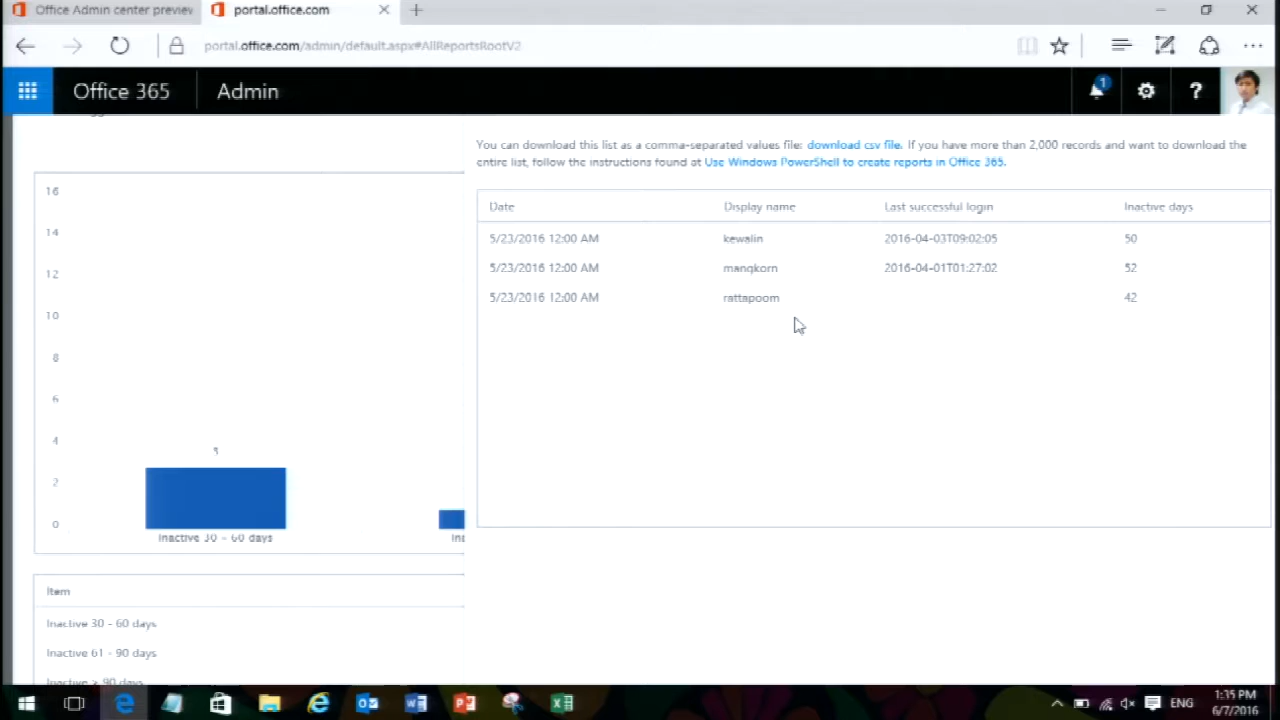 Office Admin center preview
portal.office.com
portal.office.com/admin/default.aspx#AllReportsRootV2
Office 365
Admin
1
You can download this list as a comma-separated values file: download csv file. If you have more than 2,000 records and want to download the
entire list, follow the instructions found at Use Windows PowerShell to create reports in Office 365.
Date Display name Last successful login Inactive days
5/23/2016 12:00 AM kewalin 2016-04-03T09:02:05 50
5/23/2016 12:00 AM mangkorn 2016-04-01T01:27:02 52
5/23/2016 12:00 AM rattapoom 42
16
14
12
10
8
6
4
2
0
Inactive 30 - 60 days
Item
Inactive 30 - 60 days
Inactive 61 - 90 days
Inactive > 90 days
ENG
1:35 PM
6/7/2016